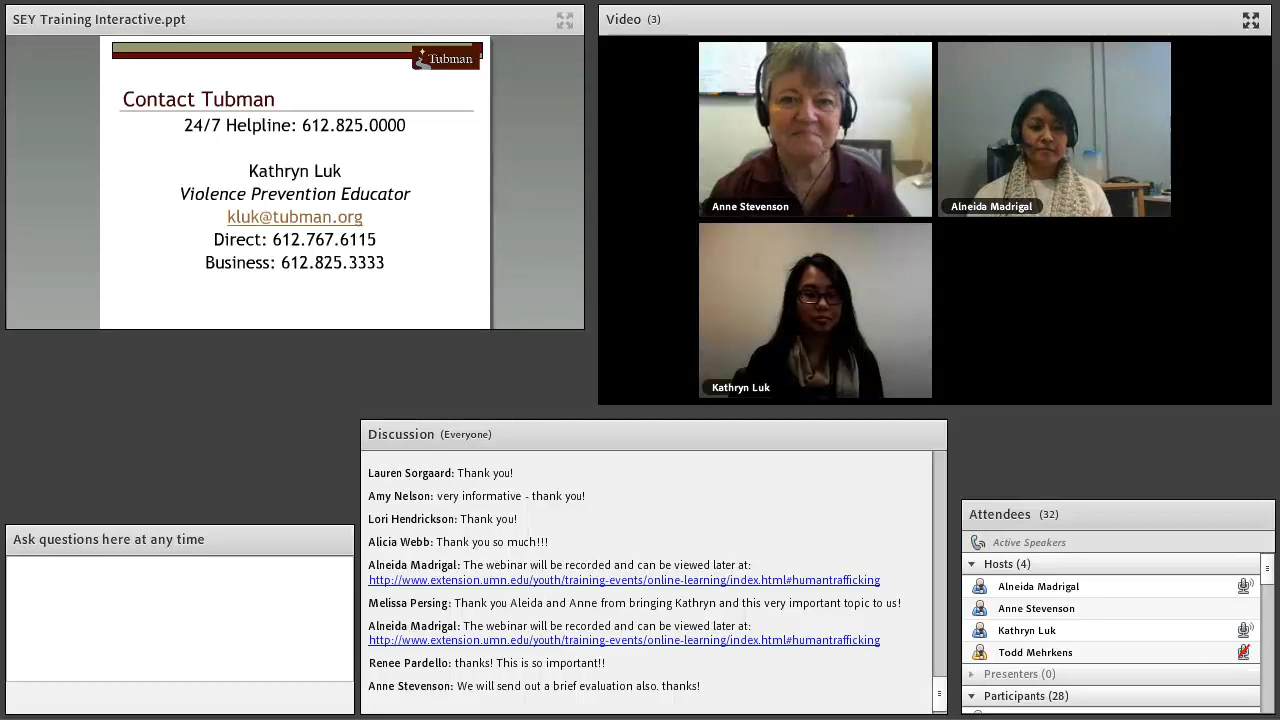 SEY Training Interactive.ppt
Tubman
Contact Tubman
24/7 Helpline: 612.825.0000
Kathryn Luk
Violence Prevention Educator
kluk@tubman.org
Direct: 612.767.6115
Business: 612.825.3333
Video (3)
Anne Stevenson
Alneida Madrigal
Kathryn Luk
Ask questions here at any time
Discussion (Everyone)
Lauren Sorgaard: Thank you!
Amy Nelson: very informative - thank you!
Lori Hendrickson: Thank you!
Alicia Webb: Thank you so much!!!
Alneida Madrigal: The webinar will be recorded and can be viewed later at:
http://www.extension.umn.edu/youth/training-events/online-learning/index.html#humantrafficking
Melissa Persing: Thank you Aleida and Anne from bringing Kathryn and this very important topic to us!
Alneida Madrigal: The webinar will be recorded and can be viewed later at:
http://www.extension.umn.edu/youth/training-events/online-learning/index.html#humantrafficking
Renee Pardello: thanks! This is so important!!
Anne Stevenson: We will send out a brief evaluation also. thanks!
Attendees (32)
Active Speakers
Hosts (4)
Alneida Madrigal
Anne Stevenson
Kathryn Luk
Todd Mehrkens
Presenters (0)
Participants (28)